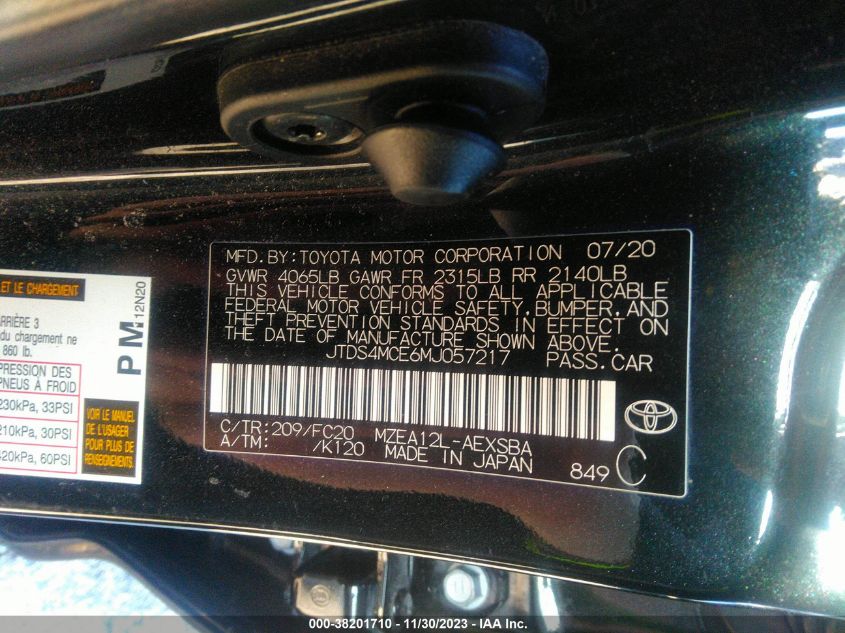 MFD. BY: TOYOTA MOTOR CORPORATION 07/20
GVWR 4065LB GAWR FR 2315LB RR 2140LB
THIS VEHICLE CONFORMS TO ALL APPLICABLE
FEDERAL MOTOR VEHICLE SAFETY, BUMPER, AND
THEFT PREVENTION STANDARDS IN EFFECT ON
THE DATE OF MANUFACTURE SHOWN ABOVE.
JTDS4MCE6MJ057217 PASS.CAR
C/TR: 209/FC20 MZEA12L-AEXSBA
A/TM: /K120 MADE IN JAPAN
849 C
ET LE CHARGEMENT
ARRIÈRE 3
du chargement ne
860 lb.
PRESSION DES
PNEUS À FROID
230kPa, 33PSI
210kPa, 30PSI
420kPa, 60PSI
VOIR LE MANUEL
DE L'USAGER
POUR PLUS DE
RENSEIGNEMENTS.
PM 12N20
000-38201710 - 11/30/2023 - IAA Inc.